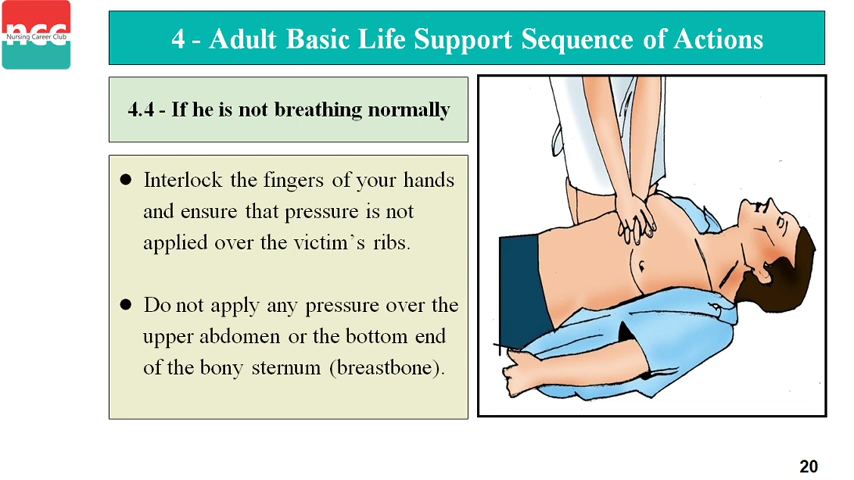 ncc
Nursing Career Club
4 - Adult Basic Life Support Sequence of Actions
4.4 - If he is not breathing normally
● Interlock the fingers of your hands
and ensure that pressure is not
applied over the victim’s ribs.
● Do not apply any pressure over the
upper abdomen or the bottom end
of the bony sternum (breastbone).
20